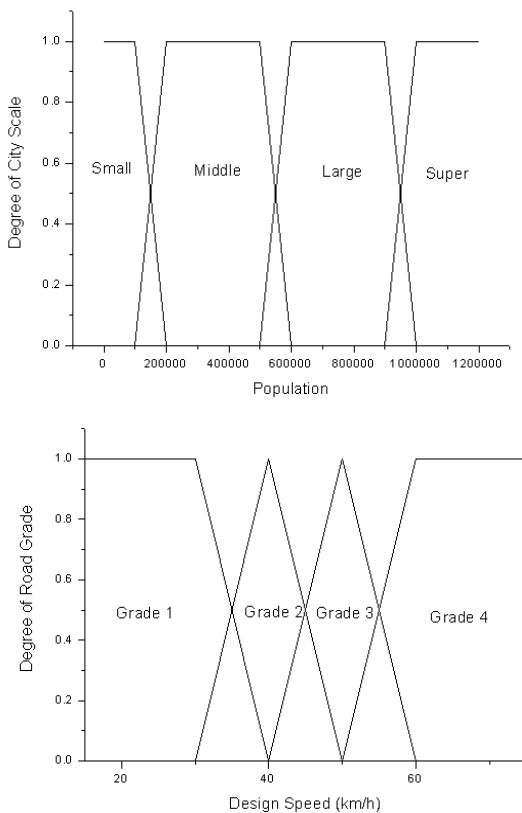 1.0
0.8
0.6
0.4
0.2
0.0
Degree of City Scale
Small
Middle
Large
Super
0 200000 400000 600000 800000 1000000 1200000
Population
1.0
0.8
0.6
0.4
0.2
0.0
Degree of Road Grade
Grade 1
Grade 2
Grade 3
Grade 4
20 40 60
Design Speed (km/h)